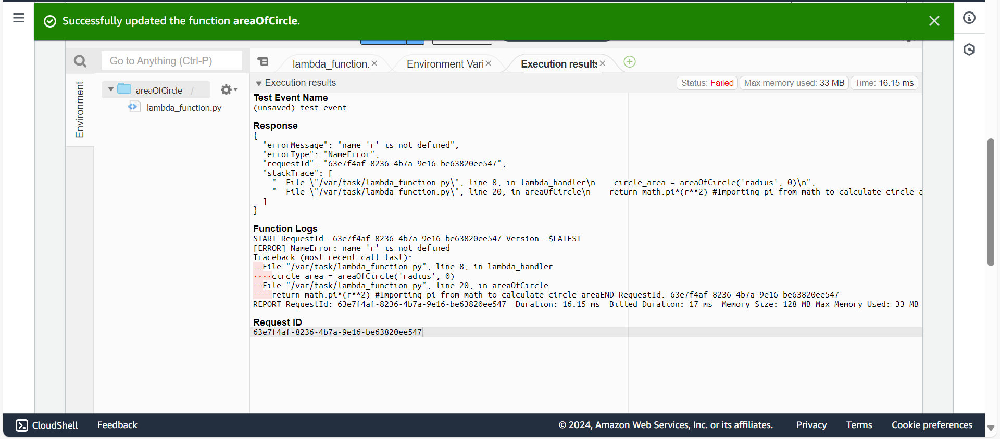 Successfully updated the function areaOfCircle.
Go to Anything (Ctrl-P)
lambda_function.
Environment Vari
Execution results
Environment
areaOfCircle - /
lambda_function.py
Execution results
Status: Failed
Max memory used: 33 MB
Time: 16.15 ms
Test Event Name
(unsaved) test event
Response
{
"errorMessage": "name 'r' is not defined",
"errorType": "NameError",
"requestId": "63e7f4af-8236-4b7a-9e16-be63820ee547",
"stackTrace": [
"  File \"/var/task/lambda_function.py\", line 8, in lambda_handler\n    circle_area = areaOfCircle('radius', 0)\n",
"  File \"/var/task/lambda_function.py\", line 20, in areaOfCircle\n    return math.pi*(r**2) #Importing pi from math to calculate circle a
]
}
Function Logs
START RequestId: 63e7f4af-8236-4b7a-9e16-be63820ee547 Version: $LATEST
[ERROR] NameError: name 'r' is not defined
Traceback (most recent call last):
File "/var/task/lambda_function.py", line 8, in lambda_handler
circle_area = areaOfCircle('radius', 0)
File "/var/task/lambda_function.py", line 20, in areaOfCircle
return math.pi*(r**2) #Importing pi from math to calculate circle areaEND RequestId: 63e7f4af-8236-4b7a-9e16-be63820ee547
REPORT RequestId: 63e7f4af-8236-4b7a-9e16-be63820ee547  Duration: 16.15 ms  Billed Duration: 17 ms  Memory Size: 128 MB Max Memory Used: 33 MB
Request ID
63e7f4af-8236-4b7a-9e16-be63820ee547
CloudShell
Feedback
© 2024, Amazon Web Services, Inc. or its affiliates.
Privacy
Terms
Cookie preferences